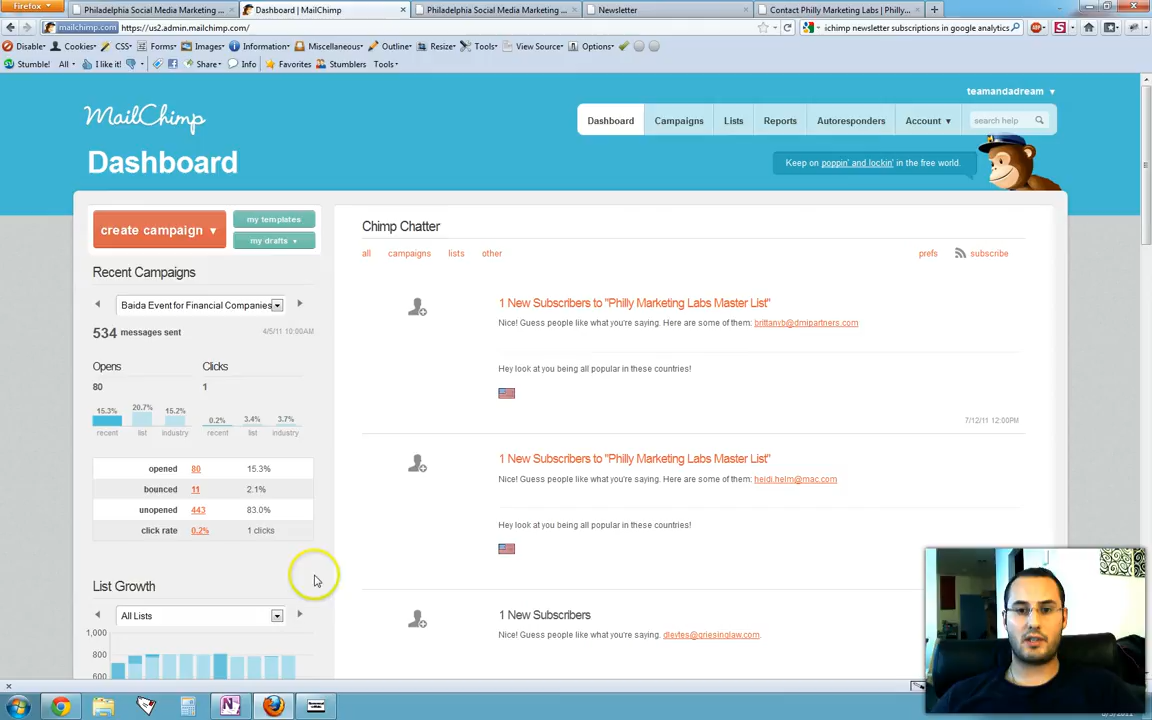 Firefox
Philadelphia Social Media Marketing ...
Dashboard | MailChimp
Philadelphia Social Media Marketing ...
Newsletter
Contact Philly Marketing Labs | Philly...
mailchimp.com https://us2.admin.mailchimp.com/
ichimp newsletter subscriptions in google analytics
Disable Cookies CSS Forms Images Information Miscellaneous Outline Resize Tools View Source Options
Stumble! All I like it! Share Info Favorites Stumblers Tools
teamandadream
MailChimp
Dashboard Campaigns Lists Reports Autoresponders Account search help
Dashboard
Keep on poppin' and lockin' in the free world.
create campaign
my templates
my drafts
Recent Campaigns
Baida Event for Financial Companies
534 messages sent 4/5/11 10:00AM
Opens Clicks
80 1
15.3% 20.7% 15.2% 0.2% 3.4% 3.7%
recent list industry recent list industry
opened 80 15.3%
bounced 11 2.1%
unopened 443 83.0%
click rate 0.2% 1 clicks
List Growth
All Lists
1,000
800
600
Chimp Chatter
all campaigns lists other prefs subscribe
1 New Subscribers to "Philly Marketing Labs Master List"
Nice! Guess people like what you're saying. Here are some of them: brittanyb@dmipartners.com
Hey look at you being all popular in these countries!
7/12/11 12:00PM
1 New Subscribers to "Philly Marketing Labs Master List"
Nice! Guess people like what you're saying. Here are some of them: heidi.helm@mac.com
Hey look at you being all popular in these countries!
1 New Subscribers
Nice! Guess people like what you're saying. dleytes@griesinglaw.com.